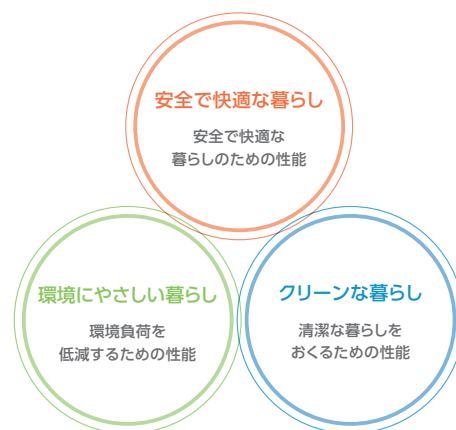 安全で快適な暮らし
安全で快適な
暮らしのための性能
環境にやさしい暮らし
環境負荷を
低減するための性能
クリーンな暮らし
清潔な暮らしを
おくるための性能